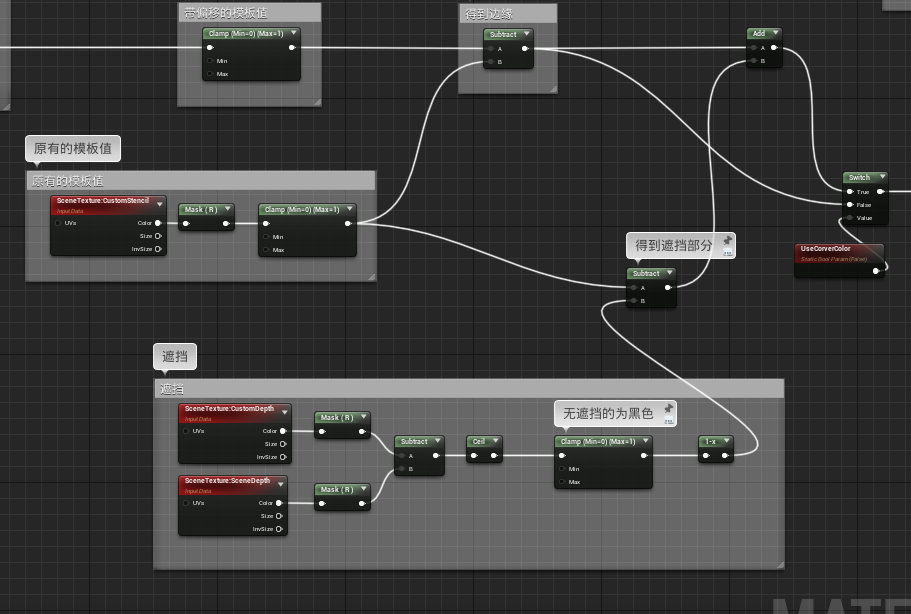 带偏移的模板值
Clamp (Min=0) (Max=1)
Min
Max
得到边缘
Subtract
A
B
Add
A
B
原有的模板值
原有的模板值
SceneTexture:CustomStencil
Input Data
UVs
Color
Size
InvSize
Mask ( R )
Clamp (Min=0) (Max=1)
Min
Max
Switch
True
False
Value
UseCorverColor
Static Bool Param (False)
得到遮挡部分
Subtract
A
B
遮挡
遮挡
SceneTexture:CustomDepth
Input Data
UVs
Color
Size
InvSize
Mask ( R )
SceneTexture:SceneDepth
Input Data
UVs
Color
Size
InvSize
Mask ( R )
Subtract
A
B
Ceil
无遮挡的为黑色
Clamp (Min=0) (Max=1)
Min
Max
1-x
MATE